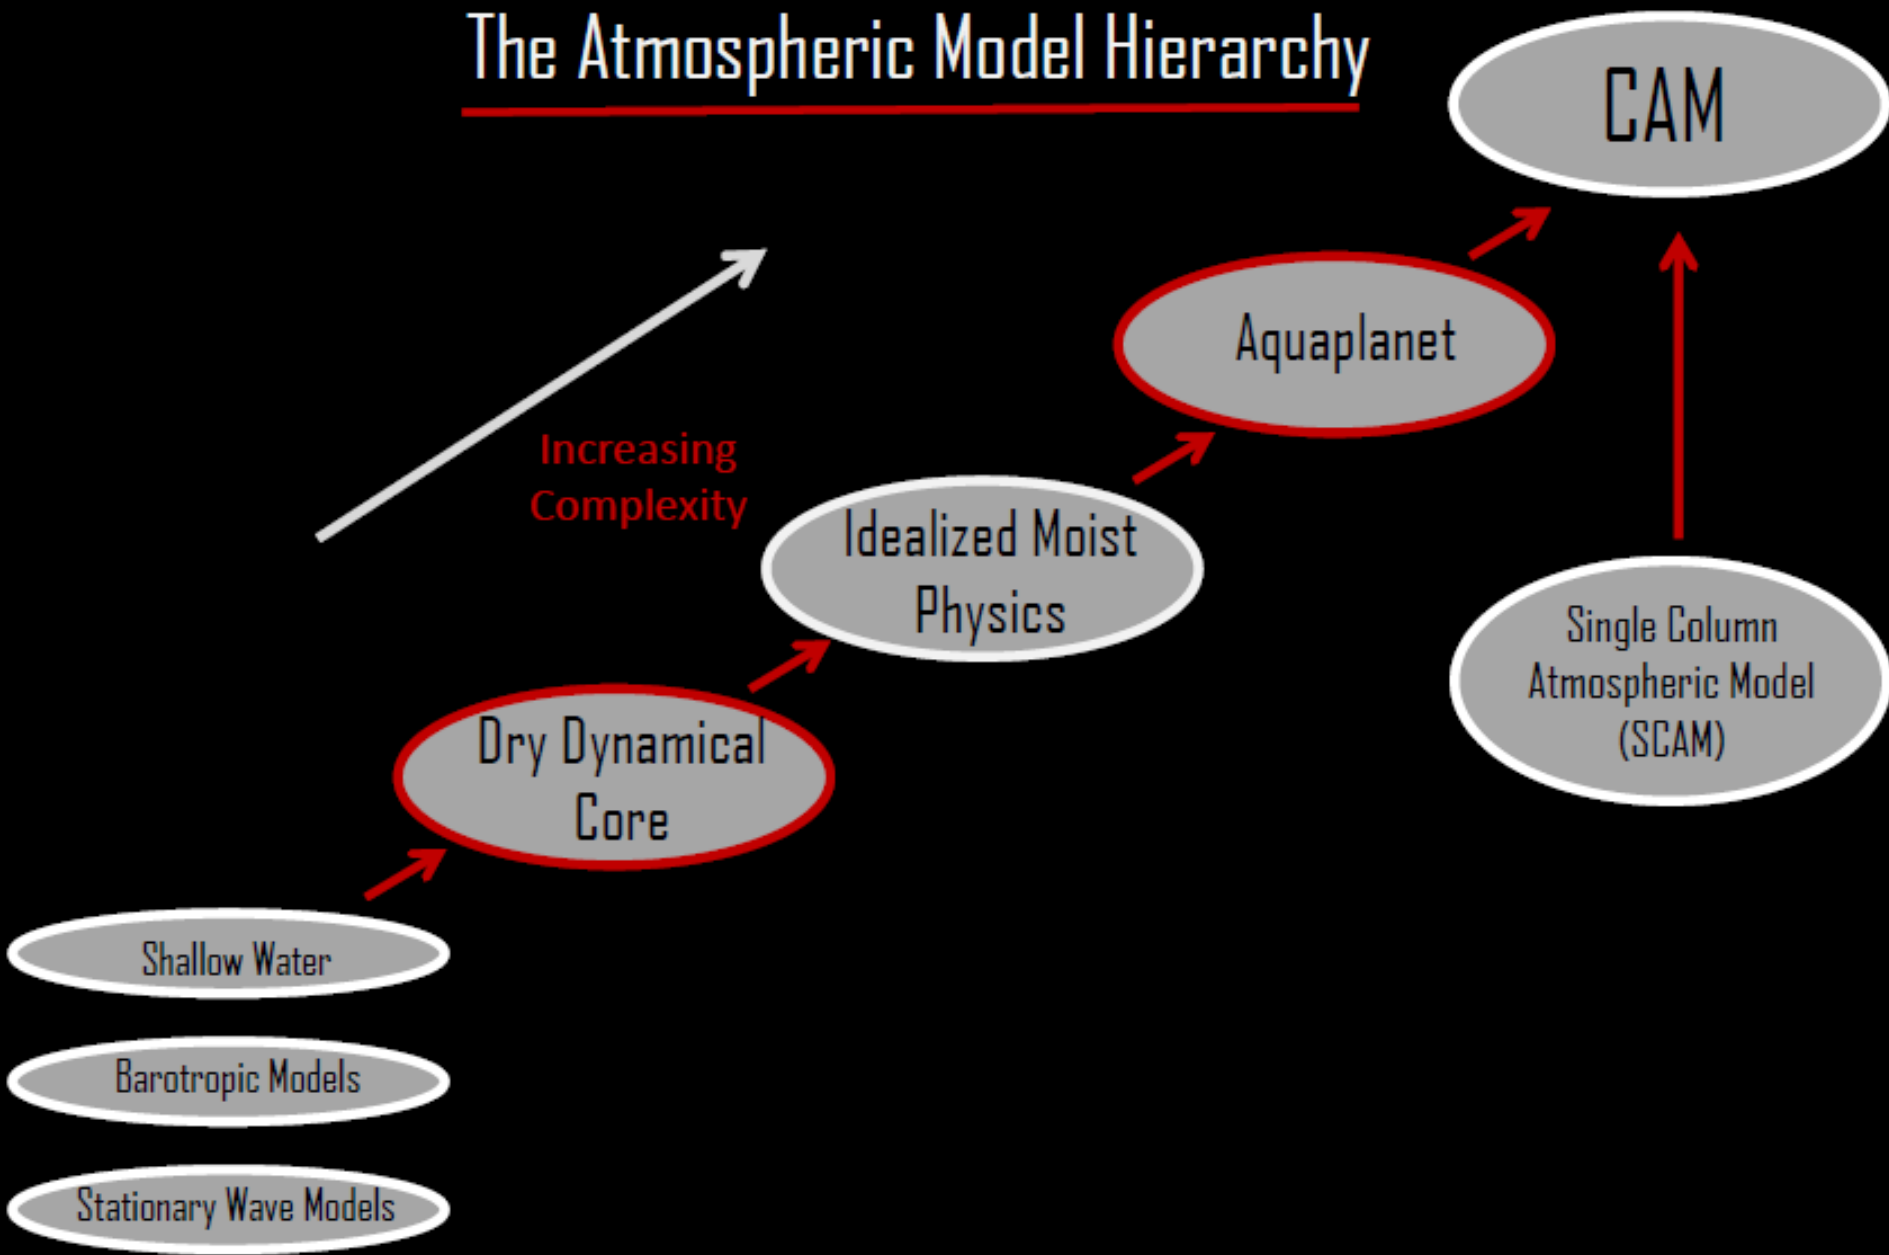 The Atmospheric Model Hierarchy
CAM
Aquaplanet
Increasing
Complexity
Idealized Moist
Physics
Single Column
Atmospheric Model
(SCAM)
Dry Dynamical
Core
Shallow Water
Barotropic Models
Stationary Wave Models